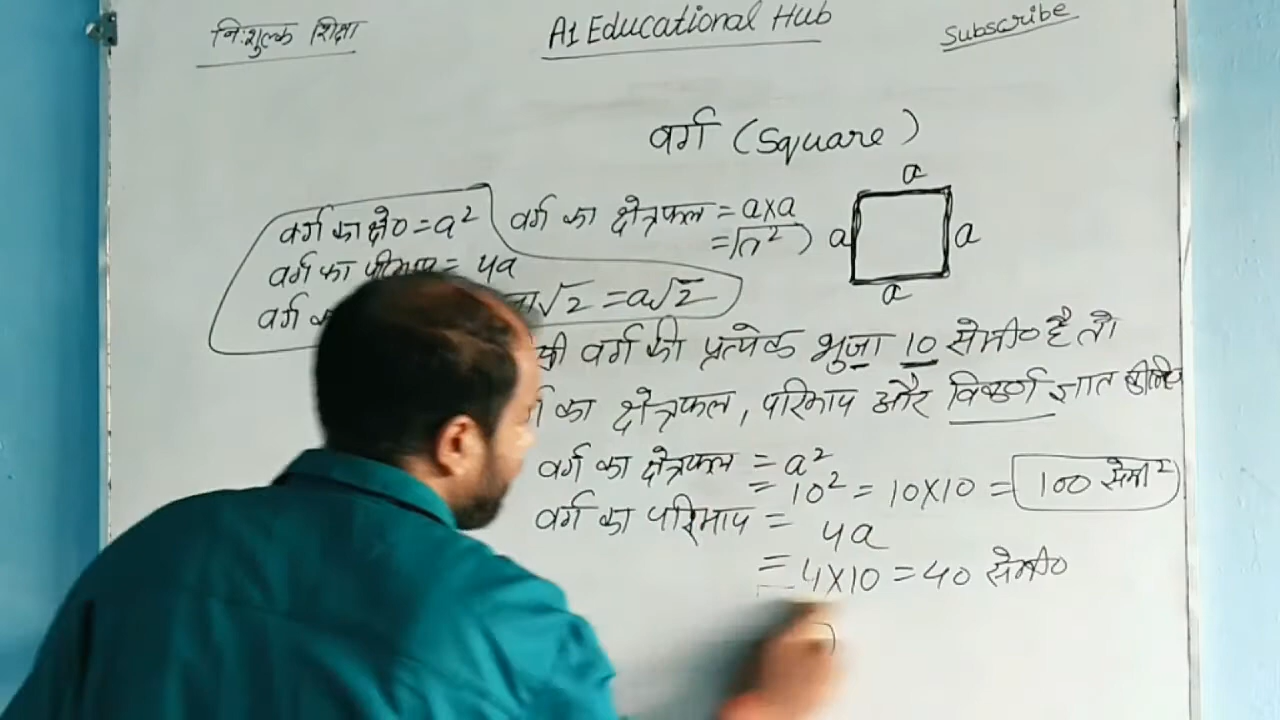 निःशुल्क शिक्षा
A1 Educational Hub
Subscribe
वर्ग (Square)
a
a
a
a
वर्ग का क्षे० = a²
वर्ग का परिमाप = 4a
वर्ग √2 = a√2
वर्ग का क्षेत्रफल = a×a
= a²
वर्ग की प्रत्येक भुजा 10 सेमी० है तो
का क्षेत्रफल, परिमाप और विकर्ण ज्ञात कीजिए
वर्ग का क्षेत्रफल = a²
= 10² = 10×10 = 100 सेमी²
वर्ग का परिमाप = 4a
= 4×10 = 40 सेमी०